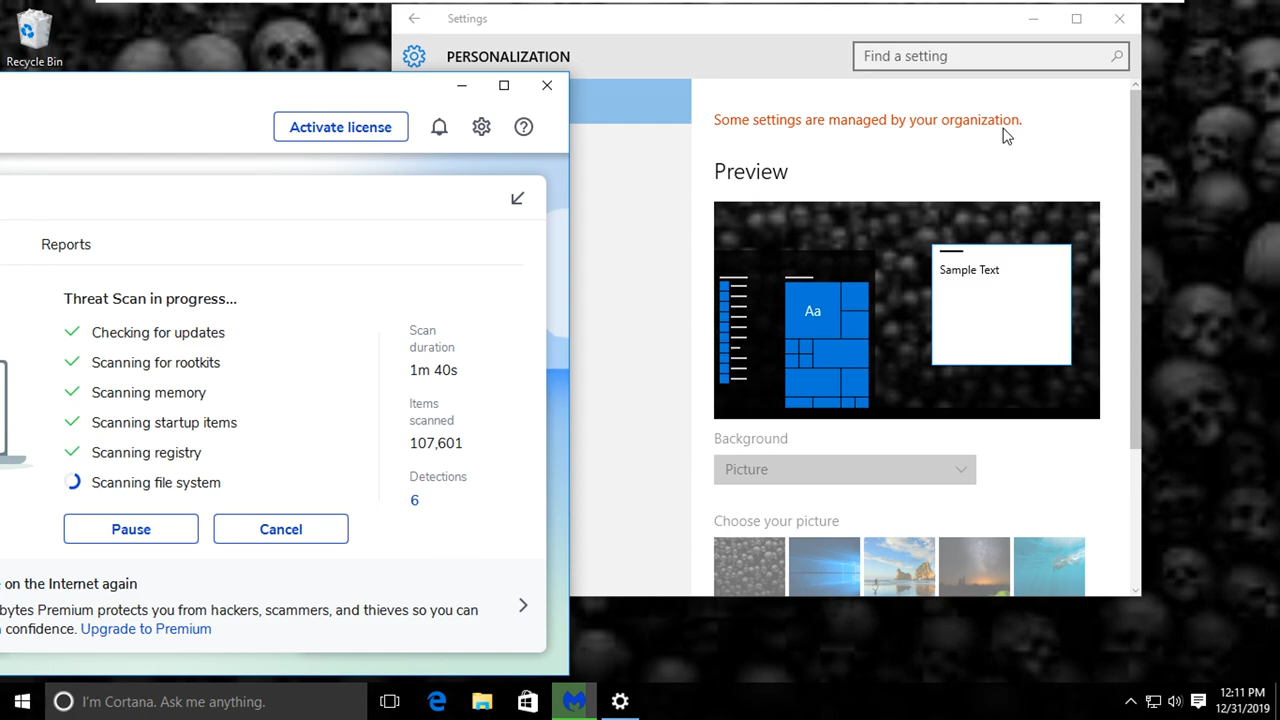 Recycle Bin
Settings
PERSONALIZATION
Find a setting
Some settings are managed by your organization.
Preview
Sample Text
Aa
Background
Picture
Choose your picture
Activate license
Reports
Threat Scan in progress...
Checking for updates
Scanning for rootkits
Scanning memory
Scanning startup items
Scanning registry
Scanning file system
Scan
duration
1m 40s
Items
scanned
107,601
Detections
6
Pause
Cancel
on the Internet again
bytes Premium protects you from hackers, scammers, and thieves so you can
confidence. Upgrade to Premium
I'm Cortana. Ask me anything.
12:11 PM
12/31/2019